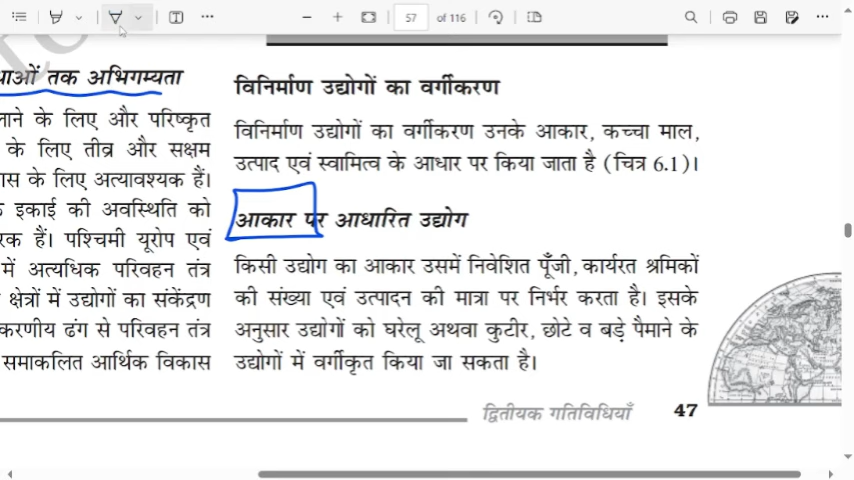 57 of 116
याओं तक अभिगम्यता
लाने के लिए और परिष्कृत
के लिए तीव्र और सक्षम
ास के लिए अत्यावश्यक हैं।
इकाई की अवस्थिति को
रक हैं। पश्चिमी यूरोप एवं
में अत्यधिक परिवहन तंत्र
क्षेत्रों में उद्योगों का संकेंद्रण
करणीय ढंग से परिवहन तंत्र
समाकलित आर्थिक विकास
विनिर्माण उद्योगों का वर्गीकरण
विनिर्माण उद्योगों का वर्गीकरण उनके आकार, कच्चा माल,
उत्पाद एवं स्वामित्व के आधार पर किया जाता है (चित्र 6.1)।
आकार पर आधारित उद्योग
किसी उद्योग का आकार उसमें निवेशित पूँजी, कार्यरत श्रमिकों
की संख्या एवं उत्पादन की मात्रा पर निर्भर करता है। इसके
अनुसार उद्योगों को घरेलू अथवा कुटीर, छोटे व बड़े पैमाने के
उद्योगों में वर्गीकृत किया जा सकता है।
द्वितीयक गतिविधियाँ 47